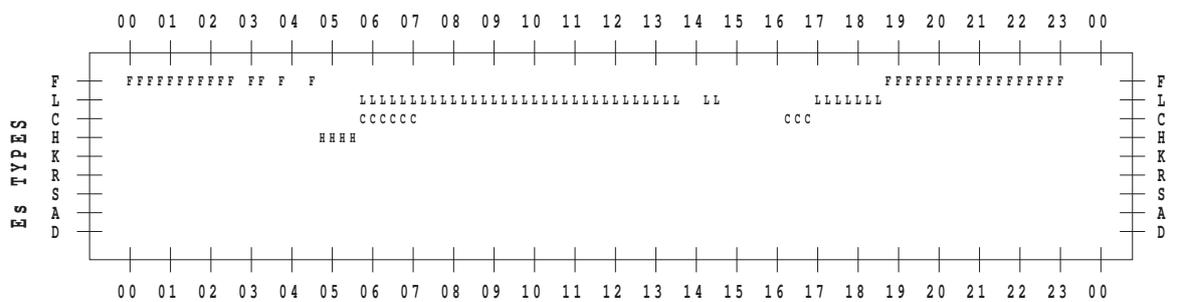 00 01 02 03 04 05 06 07 08 09 10 11 12 13 14 15 16 17 18 19 20 21 22 23 00
F FFFFFFFFFFF FF F F FFFFFFFFFFFFFFFFFF F
L LLLLLLLLLLLLLLLLLLLLLLLLLLLLLLLL LL LLLLLLL L
C CCCCCC CCC C
H HHHH H
K K
R R
S S
A A
D D
Es TYPES
00 01 02 03 04 05 06 07 08 09 10 11 12 13 14 15 16 17 18 19 20 21 22 23 00